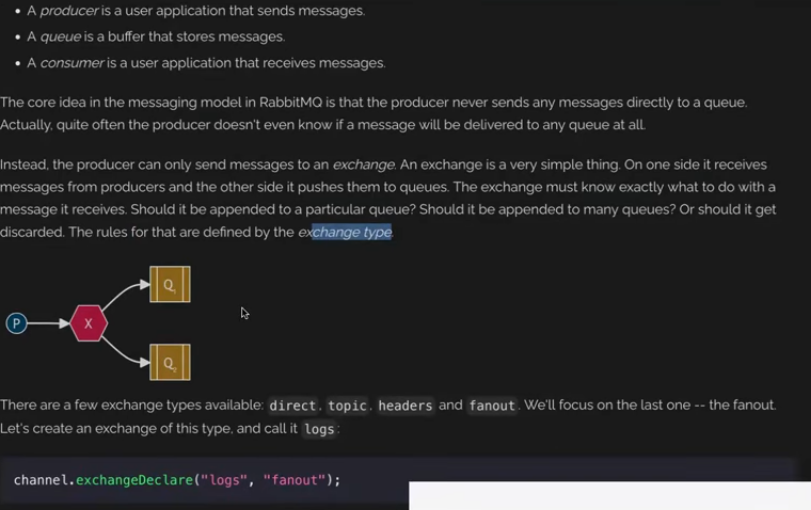 • A producer is a user application that sends messages.
• A queue is a buffer that stores messages.
• A consumer is a user application that receives messages.
The core idea in the messaging model in RabbitMQ is that the producer never sends any messages directly to a queue.
Actually, quite often the producer doesn't even know if a message will be delivered to any queue at all.
Instead, the producer can only send messages to an exchange. An exchange is a very simple thing. On one side it receives
messages from producers and the other side it pushes them to queues. The exchange must know exactly what to do with a
message it receives. Should it be appended to a particular queue? Should it be appended to many queues? Or should it get
discarded. The rules for that are defined by the exchange type.
Q₁
P X
Q
There are a few exchange types available: direct, topic, headers and fanout. We'll focus on the last one -- the fanout.
Let's create an exchange of this type, and call it logs:
channel.exchangeDeclare("logs", "fanout");